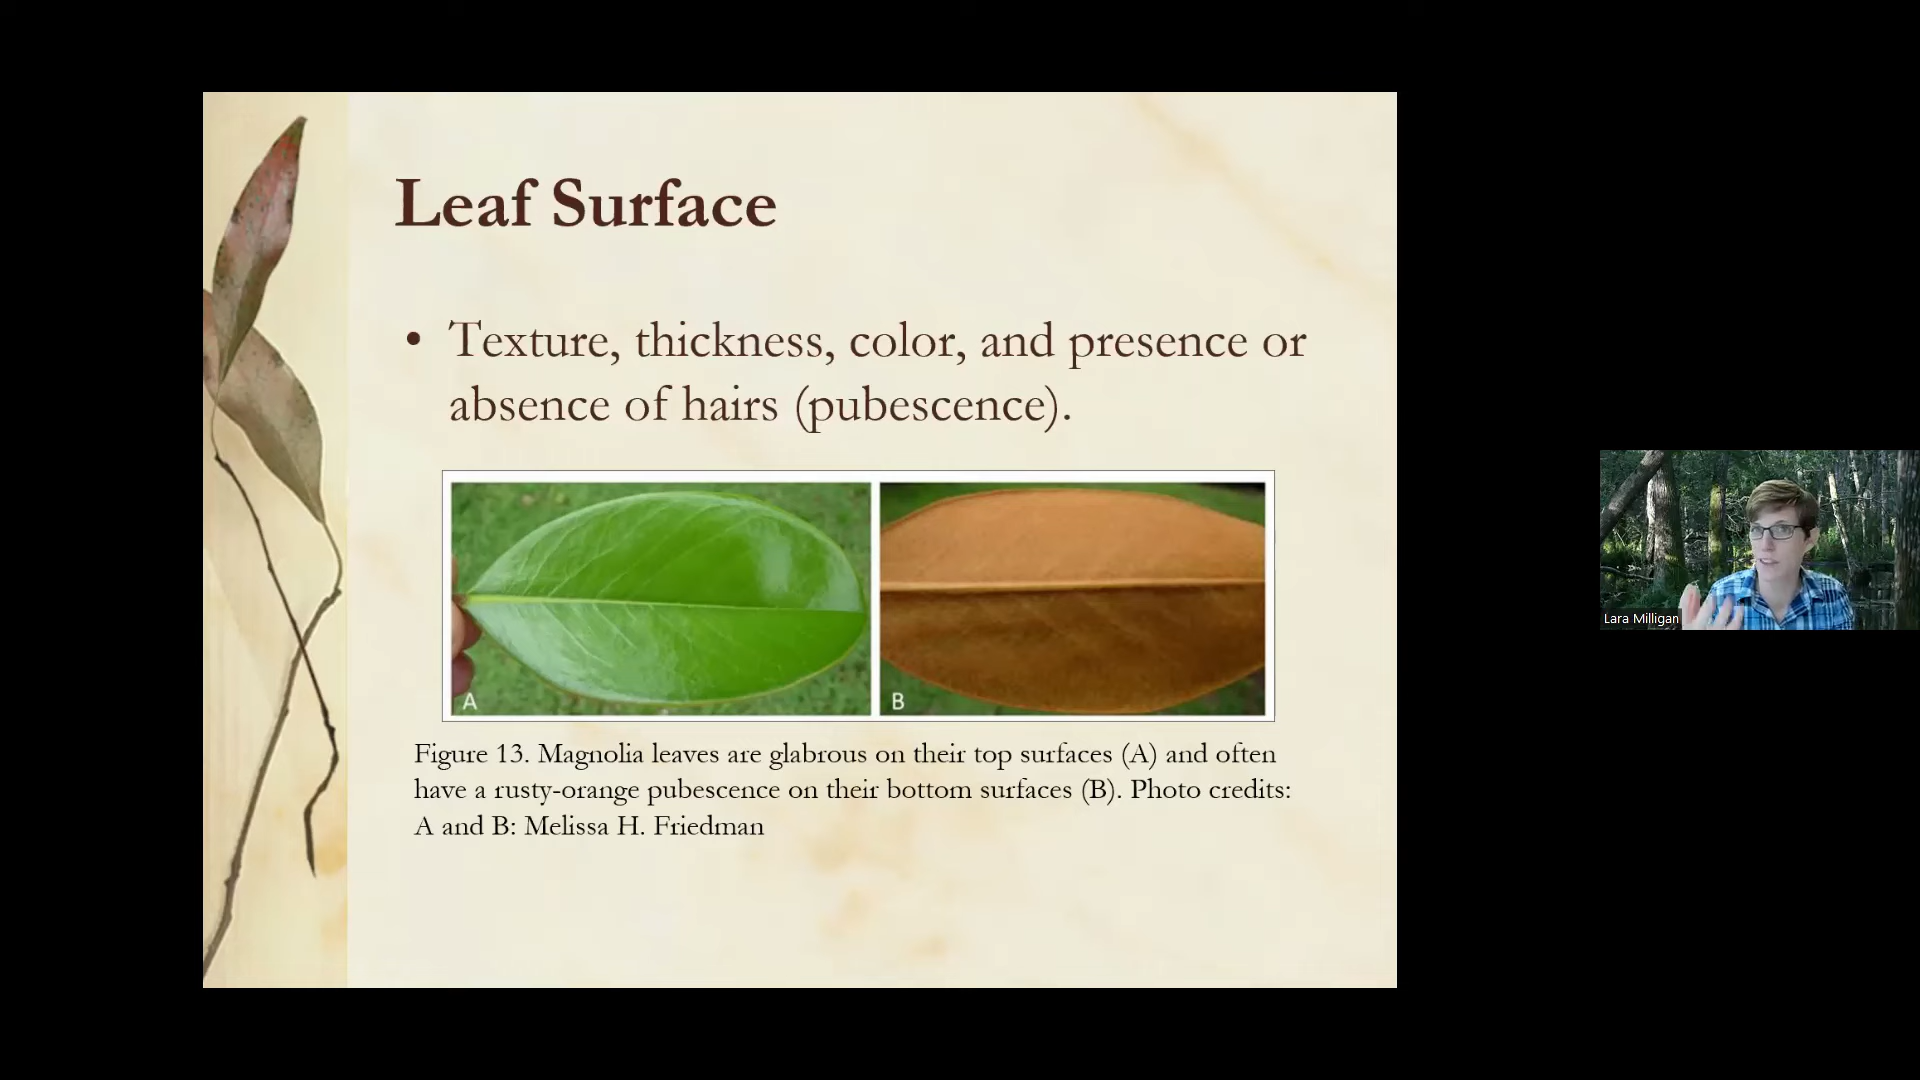 Leaf Surface
• Texture, thickness, color, and presence or
absence of hairs (pubescence).
A
B
Figure 13. Magnolia leaves are glabrous on their top surfaces (A) and often
have a rusty-orange pubescence on their bottom surfaces (B). Photo credits:
A and B: Melissa H. Friedman
Lara Milligan